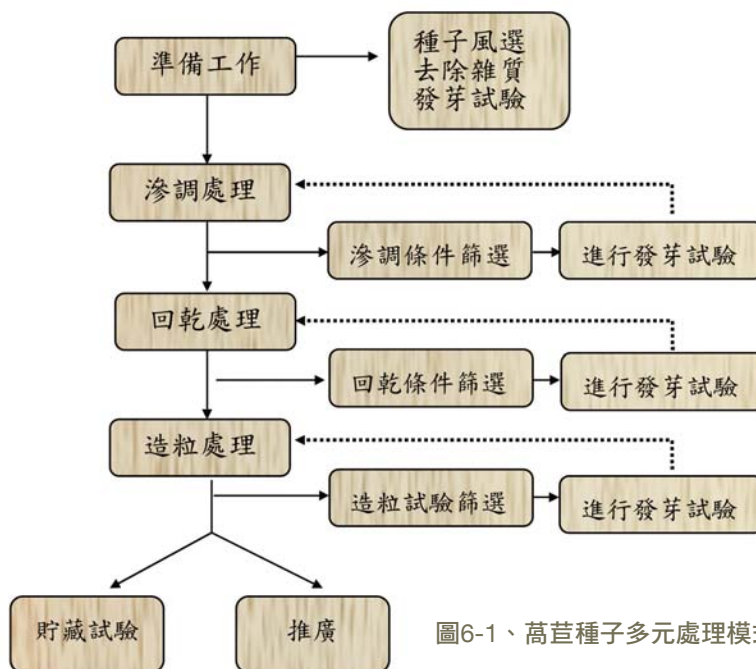 準備工作
種子風選
去除雜質
發芽試驗
滲調處理
滲調條件篩選
進行發芽試驗
回乾處理
回乾條件篩選
進行發芽試驗
造粒處理
造粒試驗篩選
進行發芽試驗
貯藏試驗
推廣
圖6-1、萵苣種子多元處理模